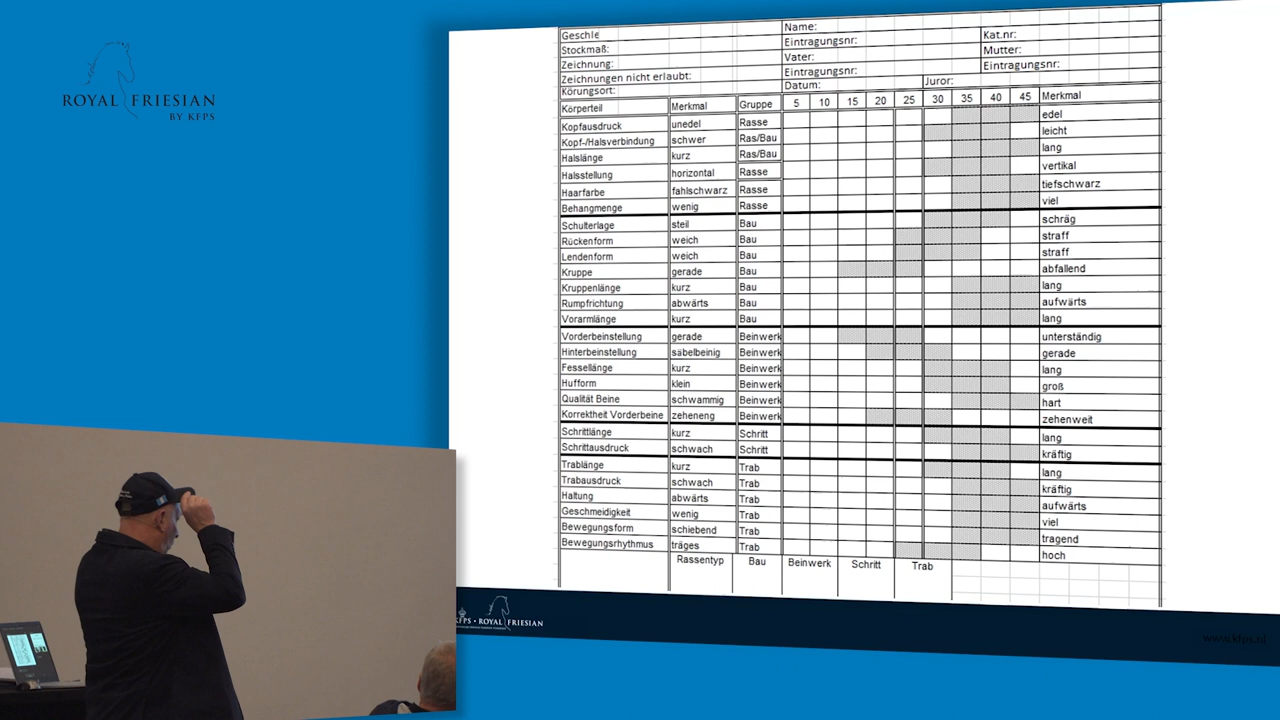 ROYAL FRIESIAN
BY KFPS
Geschle
Stockmaß:
Zeichnung:
Zeichnungen nicht erlaubt:
Körungsort:
Name:
Eintragungsnr: Kat.nr:
Vater: Mutter:
Eintragungsnr: Eintragungsnr:
Datum: Juror:
Körperteil Merkmal Gruppe 5 10 15 20 25 30 35 40 45 Merkmal
Kopfausdruck unedel Rasse edel
Kopf-/Halsverbindung schwer Ras/Bau leicht
Halslänge kurz Ras/Bau lang
Halsstellung horizontal Rasse vertikal
Haarfarbe fahlschwarz Rasse tiefschwarz
Behangmenge wenig Rasse viel
Schulterlage steil Bau schräg
Rückenform weich Bau straff
Lendenform weich Bau straff
Kruppe gerade Bau abfallend
Kruppenlänge kurz Bau lang
Rumpfrichtung abwärts Bau aufwärts
Vorarmlänge kurz Bau lang
Vorderbeinstellung gerade Beinwerk unterständig
Hinterbeinstellung säbelbeinig Beinwerk gerade
Fessellänge kurz Beinwerk lang
Hufform klein Beinwerk groß
Qualität Beine schwammig Beinwerk hart
Korrektheit Vorderbeine zeheneng Beinwerk zehenweit
Schrittlänge kurz Schritt lang
Schrittausdruck schwach Schritt kräftig
Trablänge kurz Trab lang
Trabausdruck schwach Trab kräftig
Haltung abwärts Trab aufwärts
Geschmeidigkeit wenig Trab viel
Bewegungsform schiebend Trab tragend
Bewegungsrhythmus träges Trab hoch
Rassentyp Bau Beinwerk Schritt Trab
KFPS • ROYAL FRIESIAN
www.kfps.nl